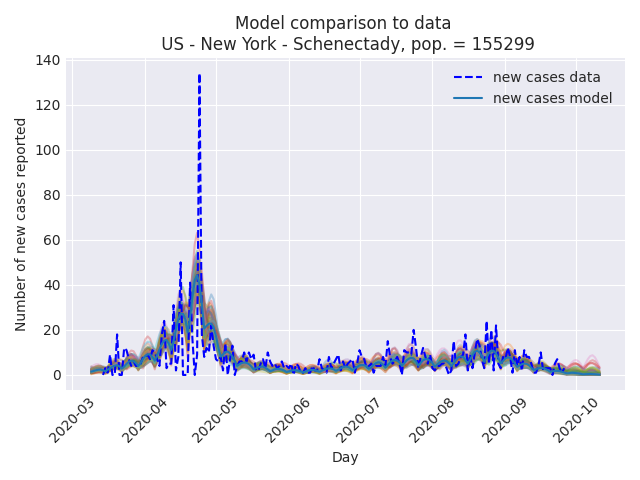 Model comparison to data
US - New York - Schenectady, pop. = 155299
new cases data
new cases model
Number of new cases reported
140
120
100
80
60
40
20
0
2020-03
2020-04
2020-05
2020-06
2020-07
2020-08
2020-09
2020-10
Day